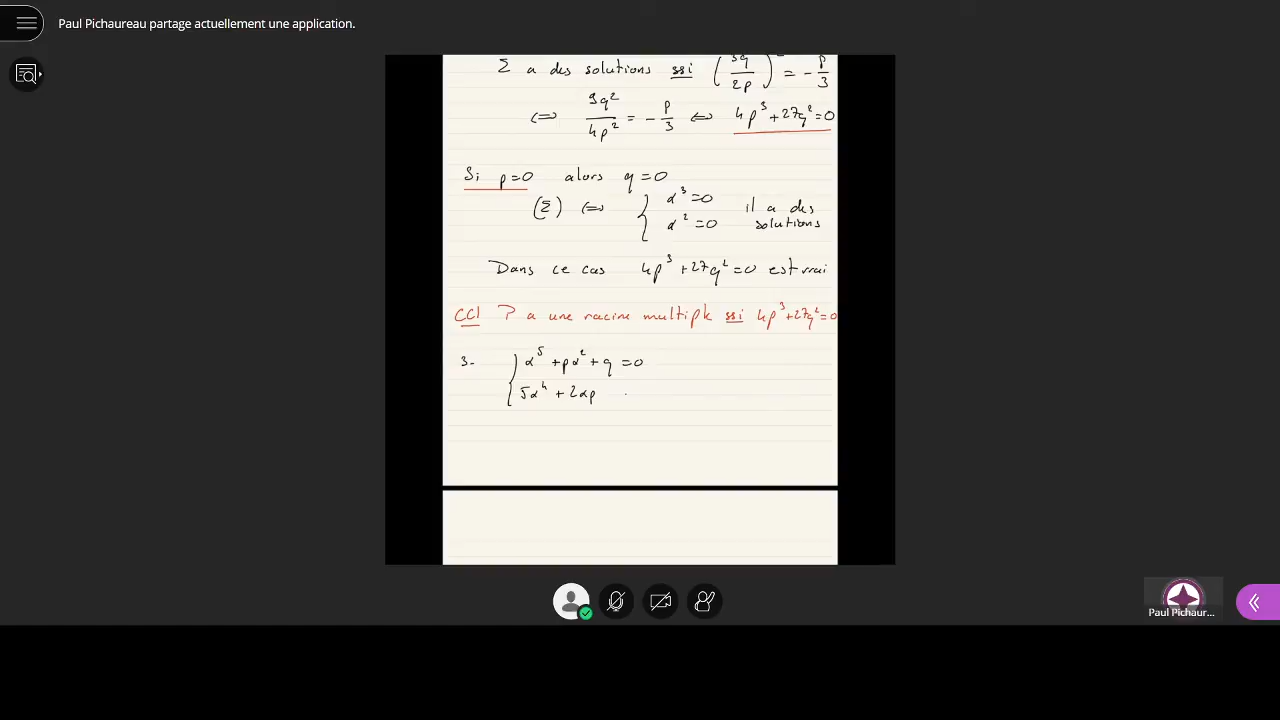 Paul Pichaureau partage actuellement une application.
Σ a des solutions ssi (3q/2p)² = -p/3
⇔ 9q²/4p² = -p/3 ⇔ 4p³+27q²=0
Si p=0 alors q=0
(Σ) ⇔ { α³=0 il a des
α²=0 solutions
Dans ce cas 4p³+27q²=0 est vrai
CCl P a une racine multiple ssi 4p³+27q²=0
3. { α⁵ + pα² + q = 0
5α⁴ + 2αp
Paul Pichaur...